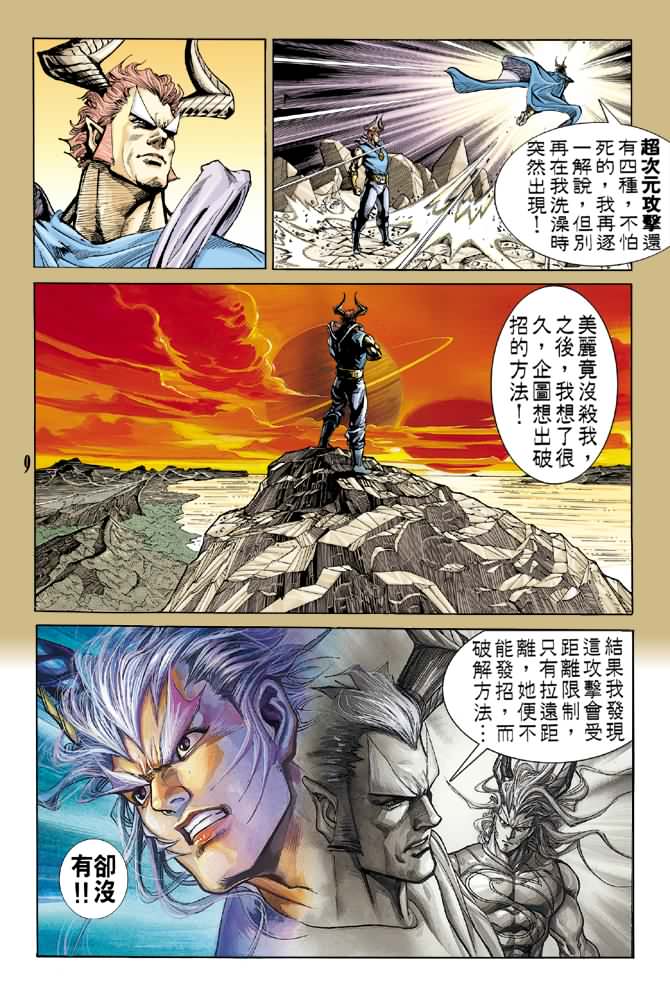 超次元攻擊還
有四種，不怕
死的，我再逐
一解說，但別
再在我洗澡時
突然出現！
美麗竟沒殺我，
之後，我想了很
久，企圖想出破
招的方法！
9
結果我發現
這攻擊會受
距離限制，
只有拉遠距
離，她便不
能發招，而
破解方法…
卻沒
有!!